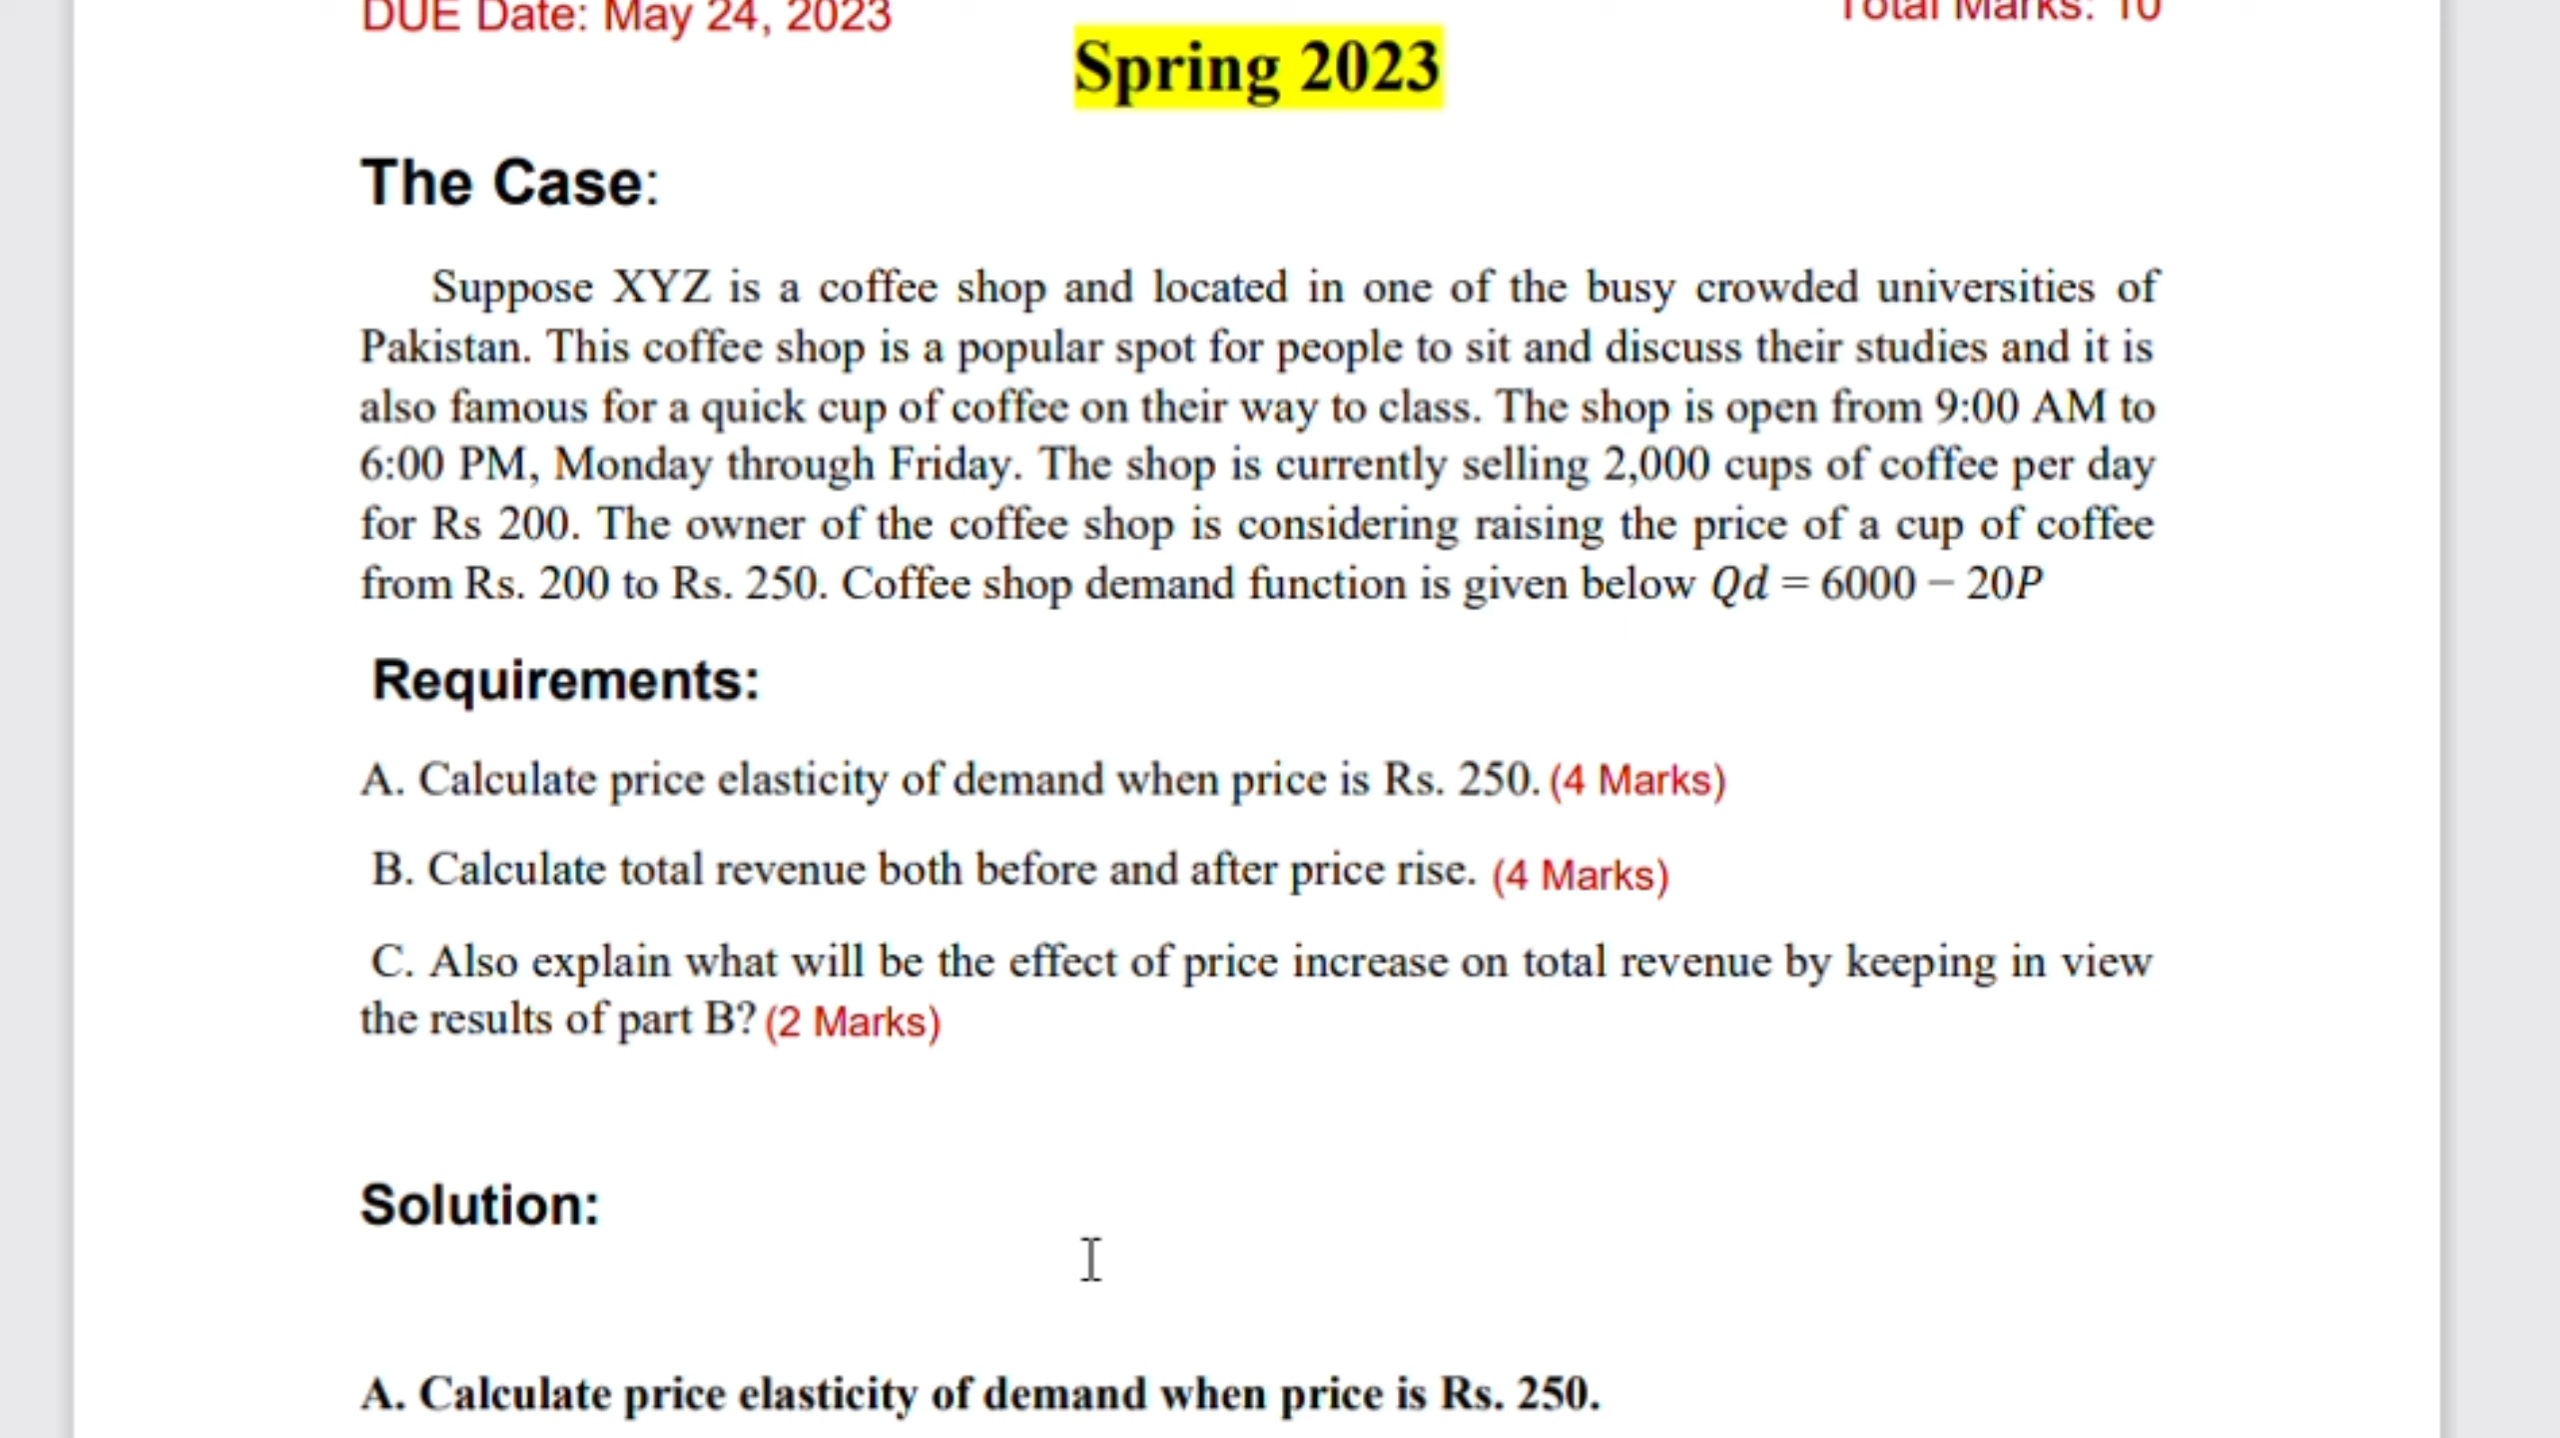 DUE Date: May 24, 2023 Total Marks: 10
Spring 2023
The Case:
Suppose XYZ is a coffee shop and located in one of the busy crowded universities of
Pakistan. This coffee shop is a popular spot for people to sit and discuss their studies and it is
also famous for a quick cup of coffee on their way to class. The shop is open from 9:00 AM to
6:00 PM, Monday through Friday. The shop is currently selling 2,000 cups of coffee per day
for Rs 200. The owner of the coffee shop is considering raising the price of a cup of coffee
from Rs. 200 to Rs. 250. Coffee shop demand function is given below Qd = 6000 – 20P
Requirements:
A. Calculate price elasticity of demand when price is Rs. 250. (4 Marks)
B. Calculate total revenue both before and after price rise. (4 Marks)
C. Also explain what will be the effect of price increase on total revenue by keeping in view
the results of part B? (2 Marks)
Solution:
A. Calculate price elasticity of demand when price is Rs. 250.